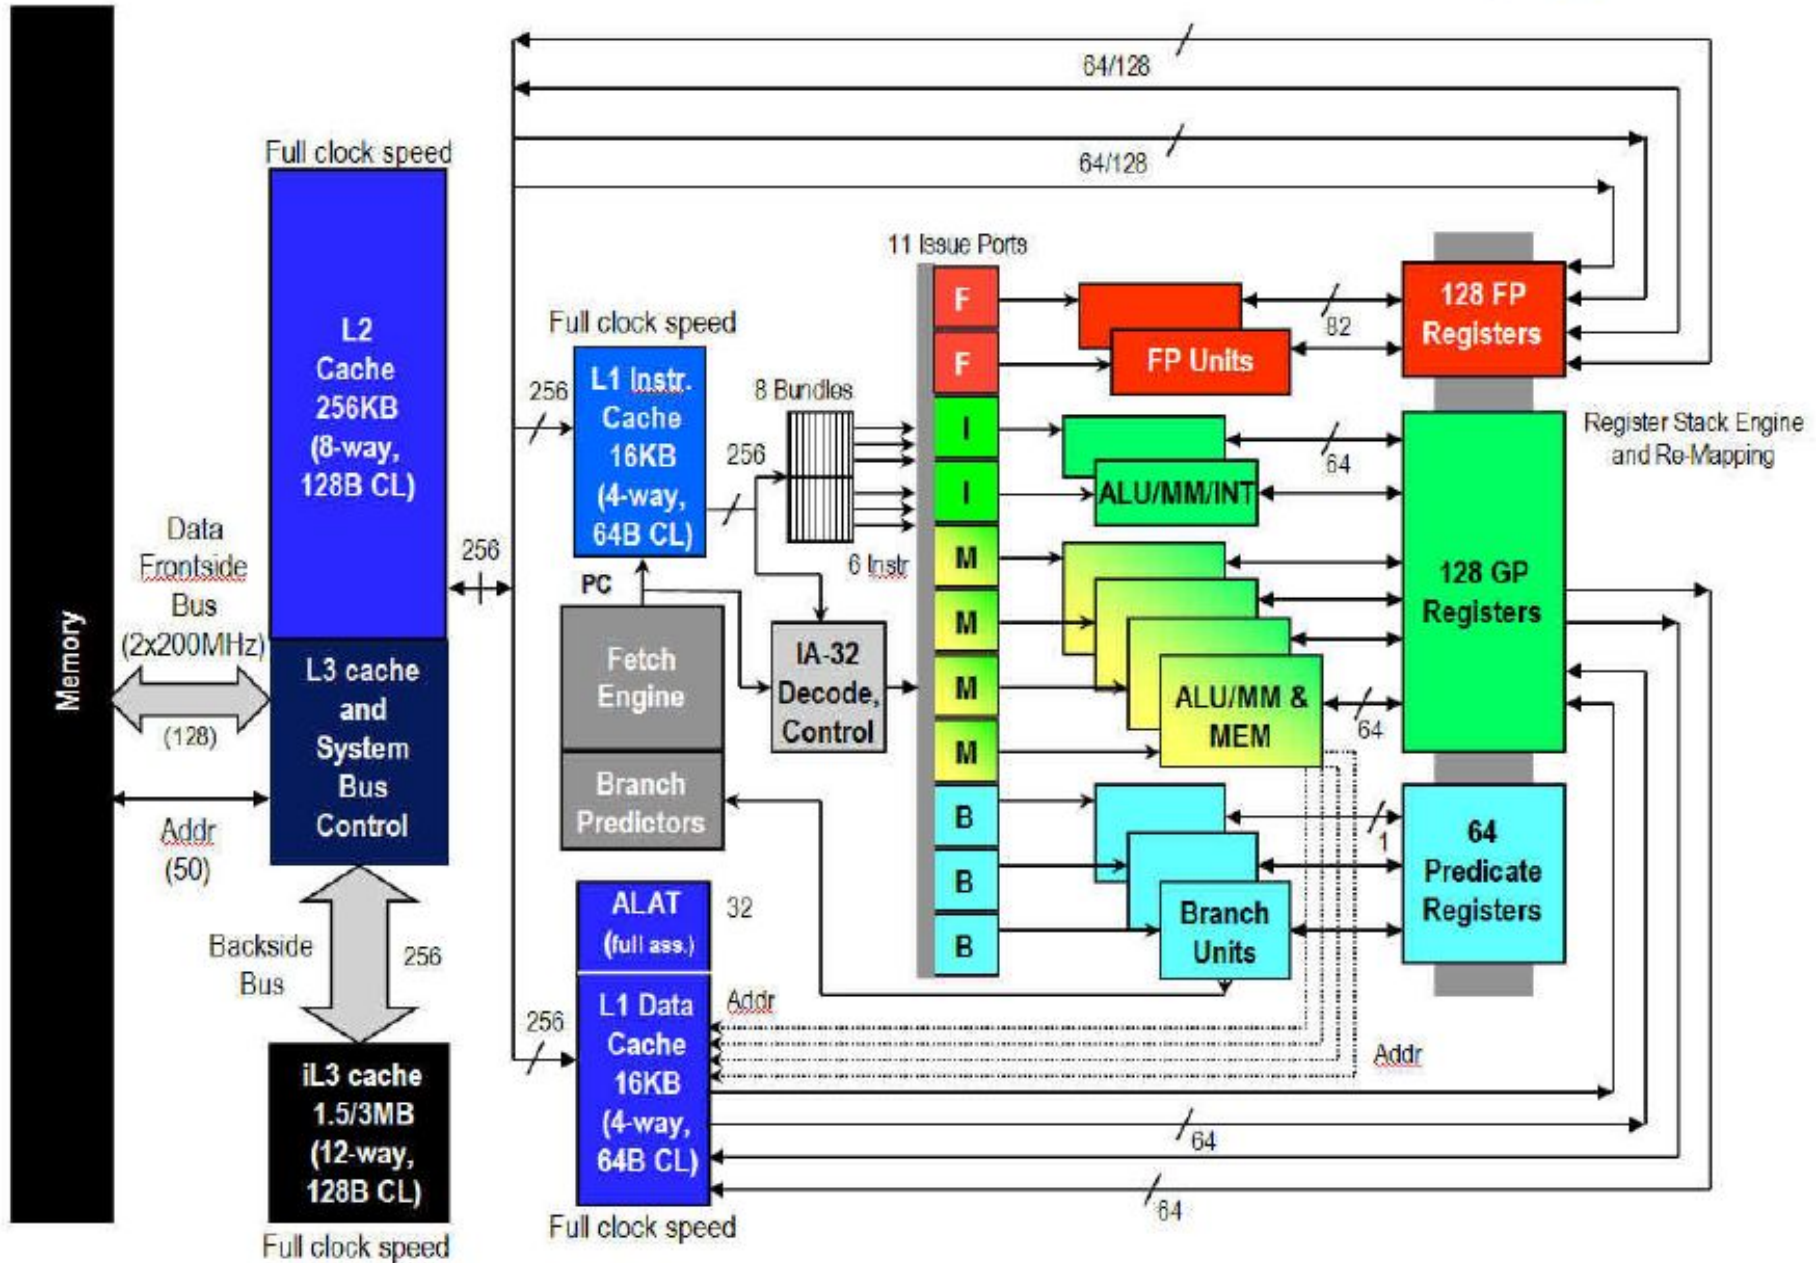 64/128
64/128
Full clock speed
L2
Cache
256KB
(8-way,
128B CL)
Data
Frontside
Bus
(2x200MHz)
(128)
Addr
(50)
Memory
L3 cache
and
System
Bus
Control
Backside
Bus
256
iL3 cache
1.5/3MB
(12-way,
128B CL)
Full clock speed
256
Full clock speed
256
L1 Instr.
Cache
16KB
(4-way,
64B CL)
256
8 Bundles
6 Instr
PC
Fetch
Engine
Branch
Predictors
IA-32
Decode,
Control
ALAT
(full ass.)
32
256
L1 Data
Cache
16KB
(4-way,
64B CL)
Full clock speed
Addr
11 Issue Ports
F
F
I
I
M
M
M
M
B
B
B
FP Units
82
ALU/MM/INT
64
ALU/MM &
MEM
64
Branch
Units
1
128 FP
Registers
Register Stack Engine
and Re-Mapping
128 GP
Registers
64
Predicate
Registers
Addr
64
64